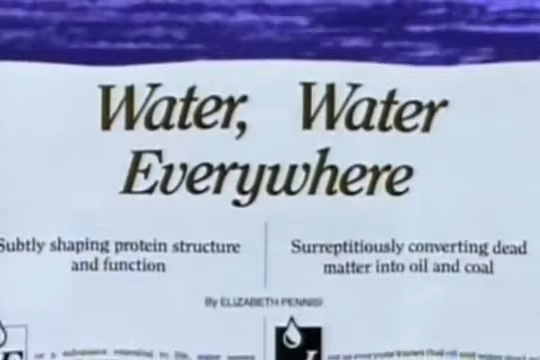 Water, Water
Everywhere
Subtly shaping protein structure
and function
Surreptitiously converting dead
matter into oil and coal
By ELIZABETH PENNISI